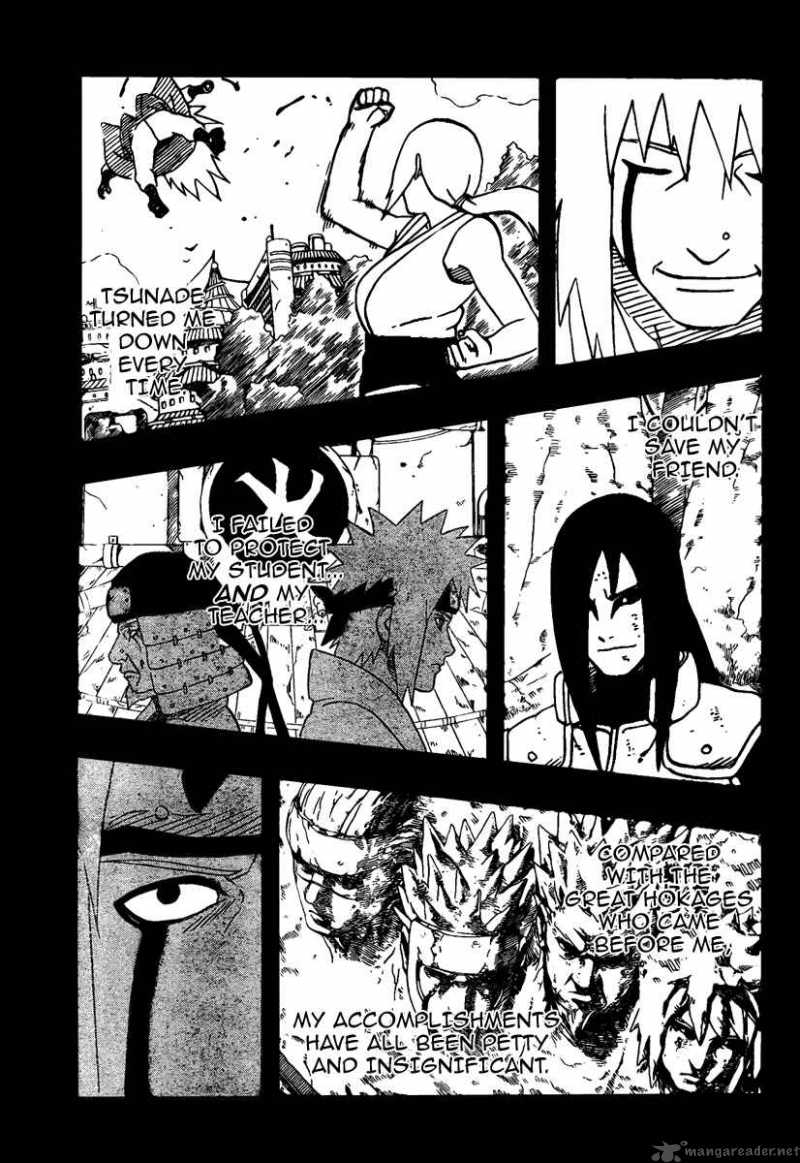 TSUNADE
TURNED ME
DOWN
EVERY
TIME.
I COULDN'T
SAVE MY
FRIEND.
I FAILED
TO PROTECT
MY STUDENT...
AND MY
TEACHER...
COMPARED
WITH THE
GREAT HOKAGES
WHO CAME
BEFORE ME,
MY ACCOMPLISHMENTS
HAVE ALL BEEN PETTY
AND INSIGNIFICANT.
mangareader.net